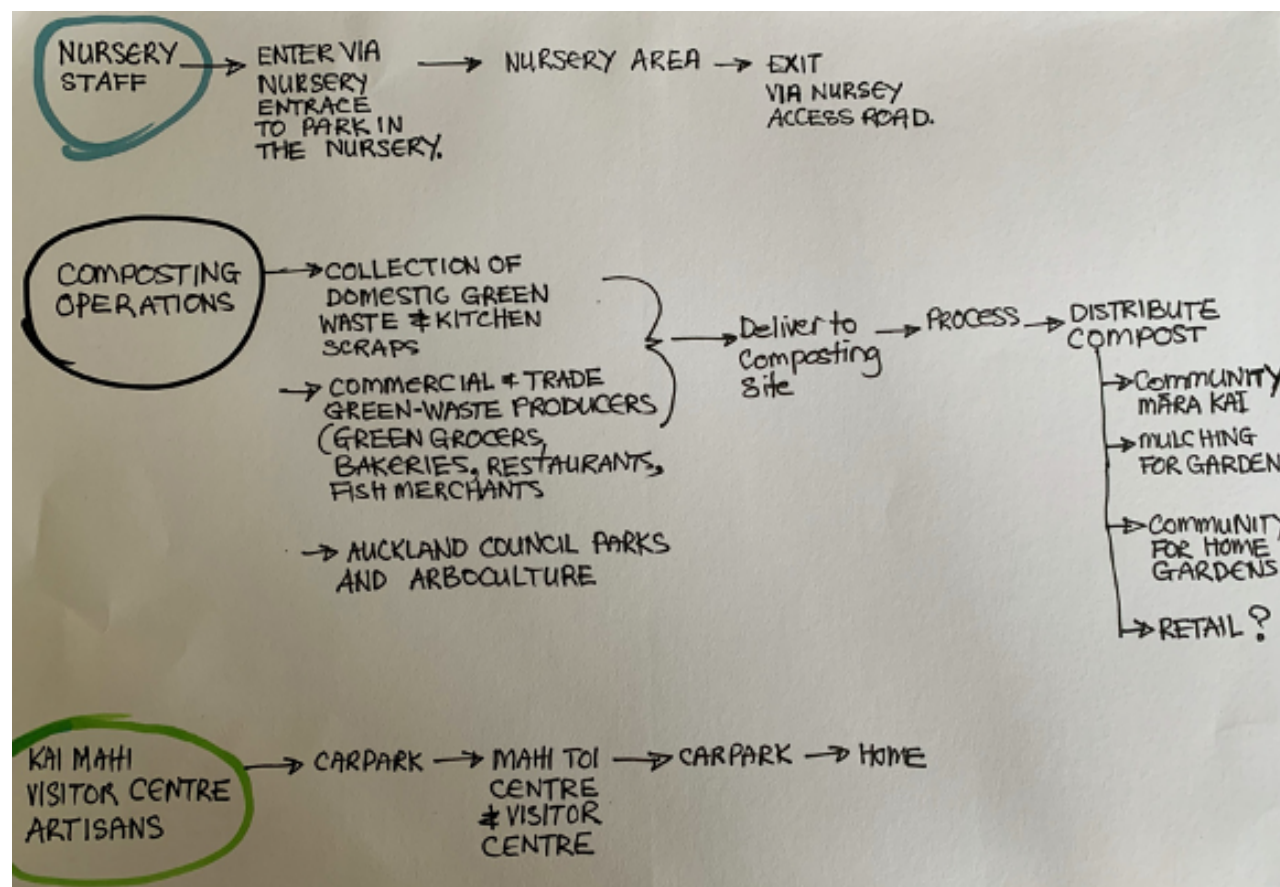 NURSERY
STAFF
ENTER VIA
NURSERY
ENTRACE
TO PARK IN
THE NURSERY.
NURSERY AREA
EXIT
VIA NURSEY
ACCESS ROAD.
COMPOSTING
OPERATIONS
COLLECTION OF
DOMESTIC GREEN
WASTE & KITCHEN
SCRAPS
COMMERCIAL & TRADE
GREEN-WASTE PRODUCERS
(GREEN GROCERS,
BAKERIES, RESTAURANTS,
FISH MERCHANTS
AUCKLAND COUNCIL PARKS
AND ARBOCULTURE
Deliver to
Composting
Site
PROCESS
DISTRIBUTE
COMPOST
COMMUNITY
MĀRA KAI
MULCHING
FOR GARDEN
COMMUNITY
FOR HOME
GARDENS
RETAIL ?
KAI MAHI
VISITOR CENTRE
ARTISANS
CARPARK
MAHI TOI
CENTRE
& VISITOR
CENTRE
CARPARK
HOME